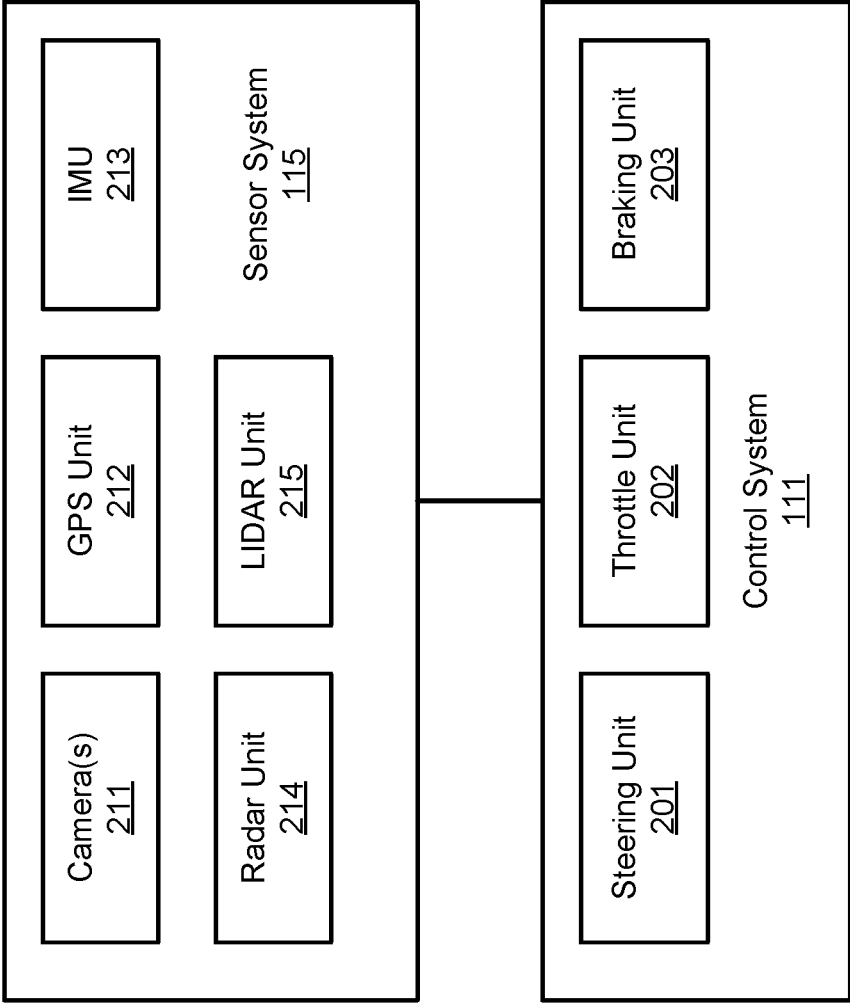 Camera(s)
211
GPS Unit
212
IMU
213
Radar Unit
214
LIDAR Unit
215
Sensor System
115
Steering Unit
201
Throttle Unit
202
Braking Unit
203
Control System
111